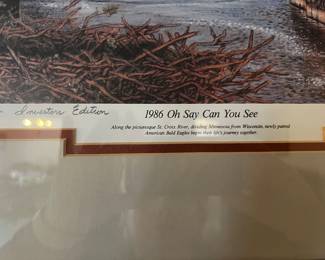 Investors Edition
1986 Oh Say Can You See
Along the picturesque St. Croix River, dividing Minnesota from Wisconsin, newly paired
American Bald Eagles begin their life's journey together.